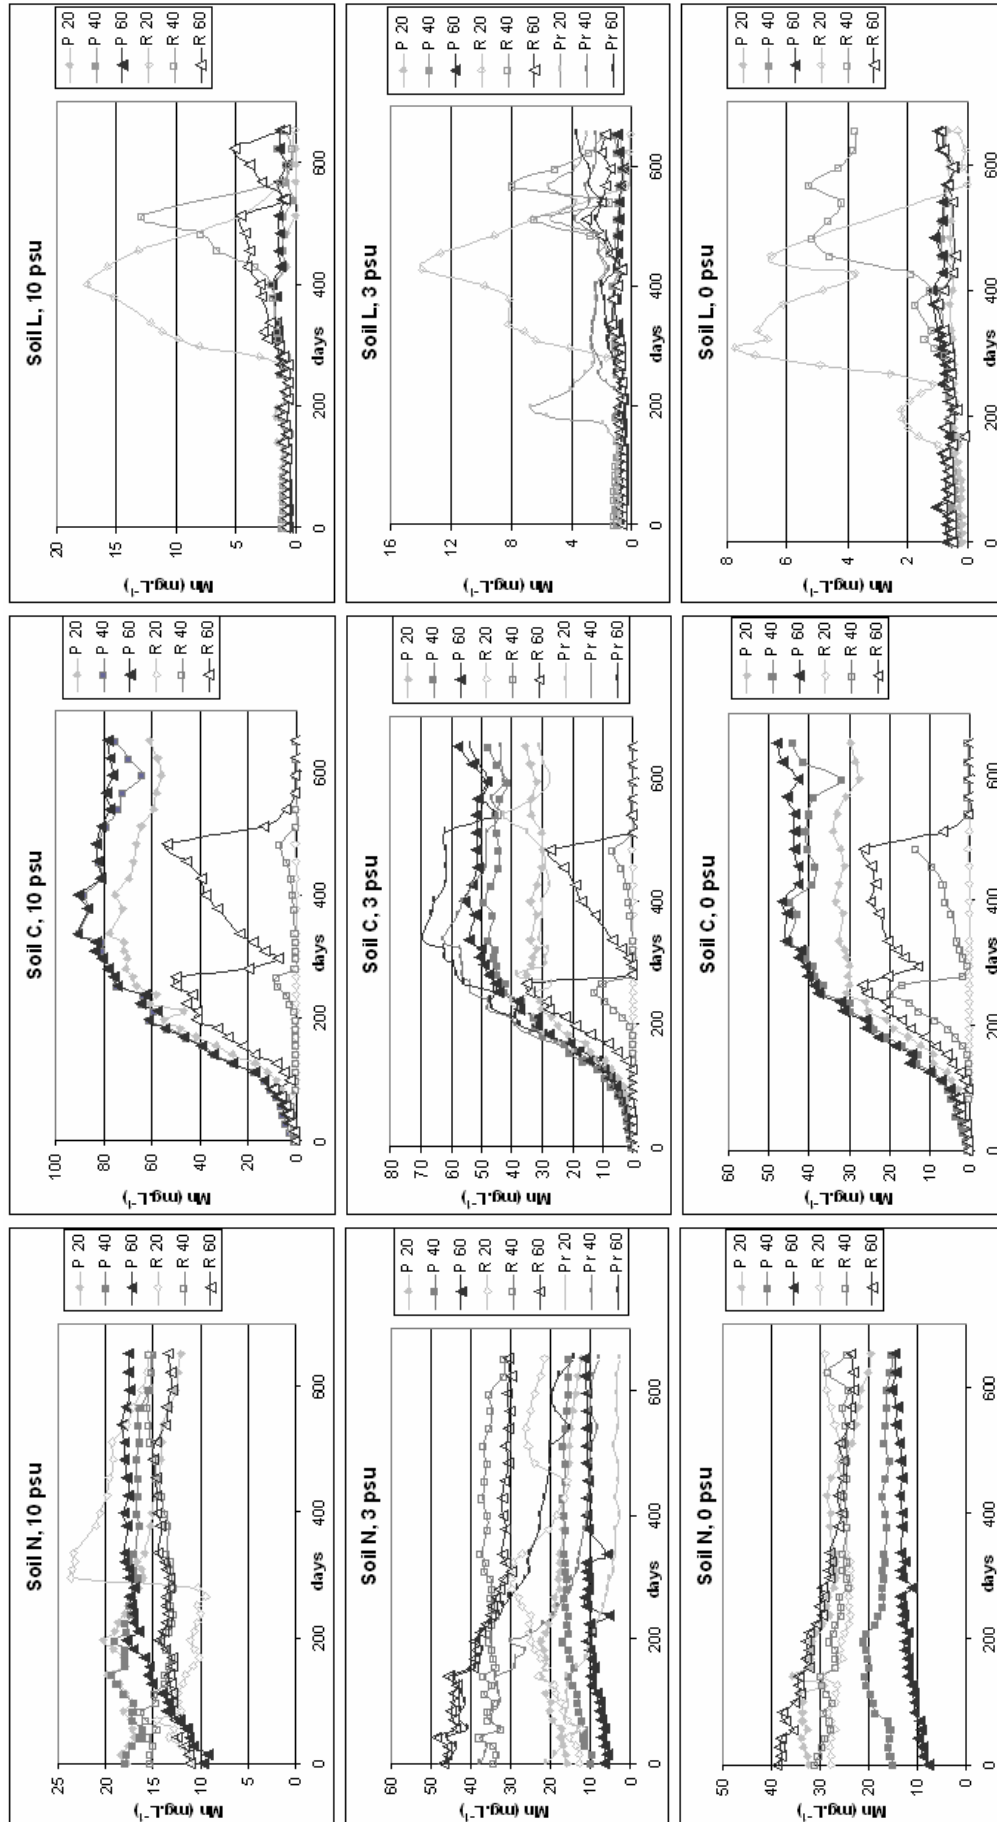 Soil N, 10 psu
Mn (mg.L⁻¹)
25
20
15
10
5
0
0 200 400 600
days
P 20
P 40
P 60
R 20
R 40
R 60
Soil C, 10 psu
Mn (mg.L⁻¹)
100
80
60
40
20
0
0 200 400 600
days
P 20
P 40
P 60
R 20
R 40
R 60
Soil L, 10 psu
Mn (mg.L⁻¹)
20
15
10
5
0
0 200 400 600
days
P 20
P 40
P 60
R 20
R 40
R 60
Soil N, 3 psu
Mn (mg.L⁻¹)
60
50
40
30
20
10
0
0 200 400 600
days
P 20
P 40
P 60
R 20
R 40
R 60
Pr 20
Pr 40
Pr 60
Soil C, 3 psu
Mn (mg.L⁻¹)
80
70
60
50
40
30
20
10
0
0 200 400 600
days
P 20
P 40
P 60
R 20
R 40
R 60
Pr 20
Pr 40
Pr 60
Soil L, 3 psu
Mn (mg.L⁻¹)
16
12
8
4
0
0 200 400 600
days
P 20
P 40
P 60
R 20
R 40
R 60
Pr 20
Pr 40
Pr 60
Soil N, 0 psu
Mn (mg.L⁻¹)
50
40
30
20
10
0
0 200 400 600
days
P 20
P 40
P 60
R 20
R 40
R 60
Soil C, 0 psu
Mn (mg.L⁻¹)
60
50
40
30
20
10
0
0 200 400 600
days
P 20
P 40
P 60
R 20
R 40
R 60
Soil L, 0 psu
Mn (mg.L⁻¹)
8
6
4
2
0
0 200 400 600
days
P 20
P 40
P 60
R 20
R 40
R 60